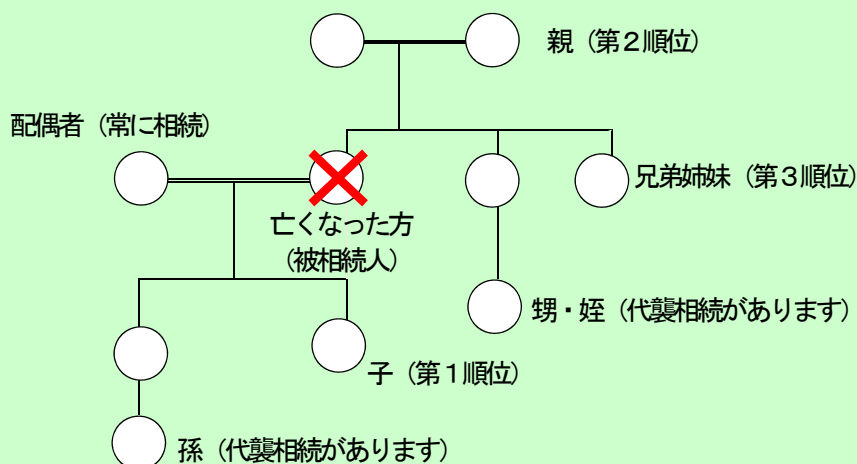 親（第２順位）
配偶者（常に相続）
兄弟姉妹（第３順位）
亡くなった方
（被相続人）
甥・姪（代襲相続があります）
子（第１順位）
孫（代襲相続があります）